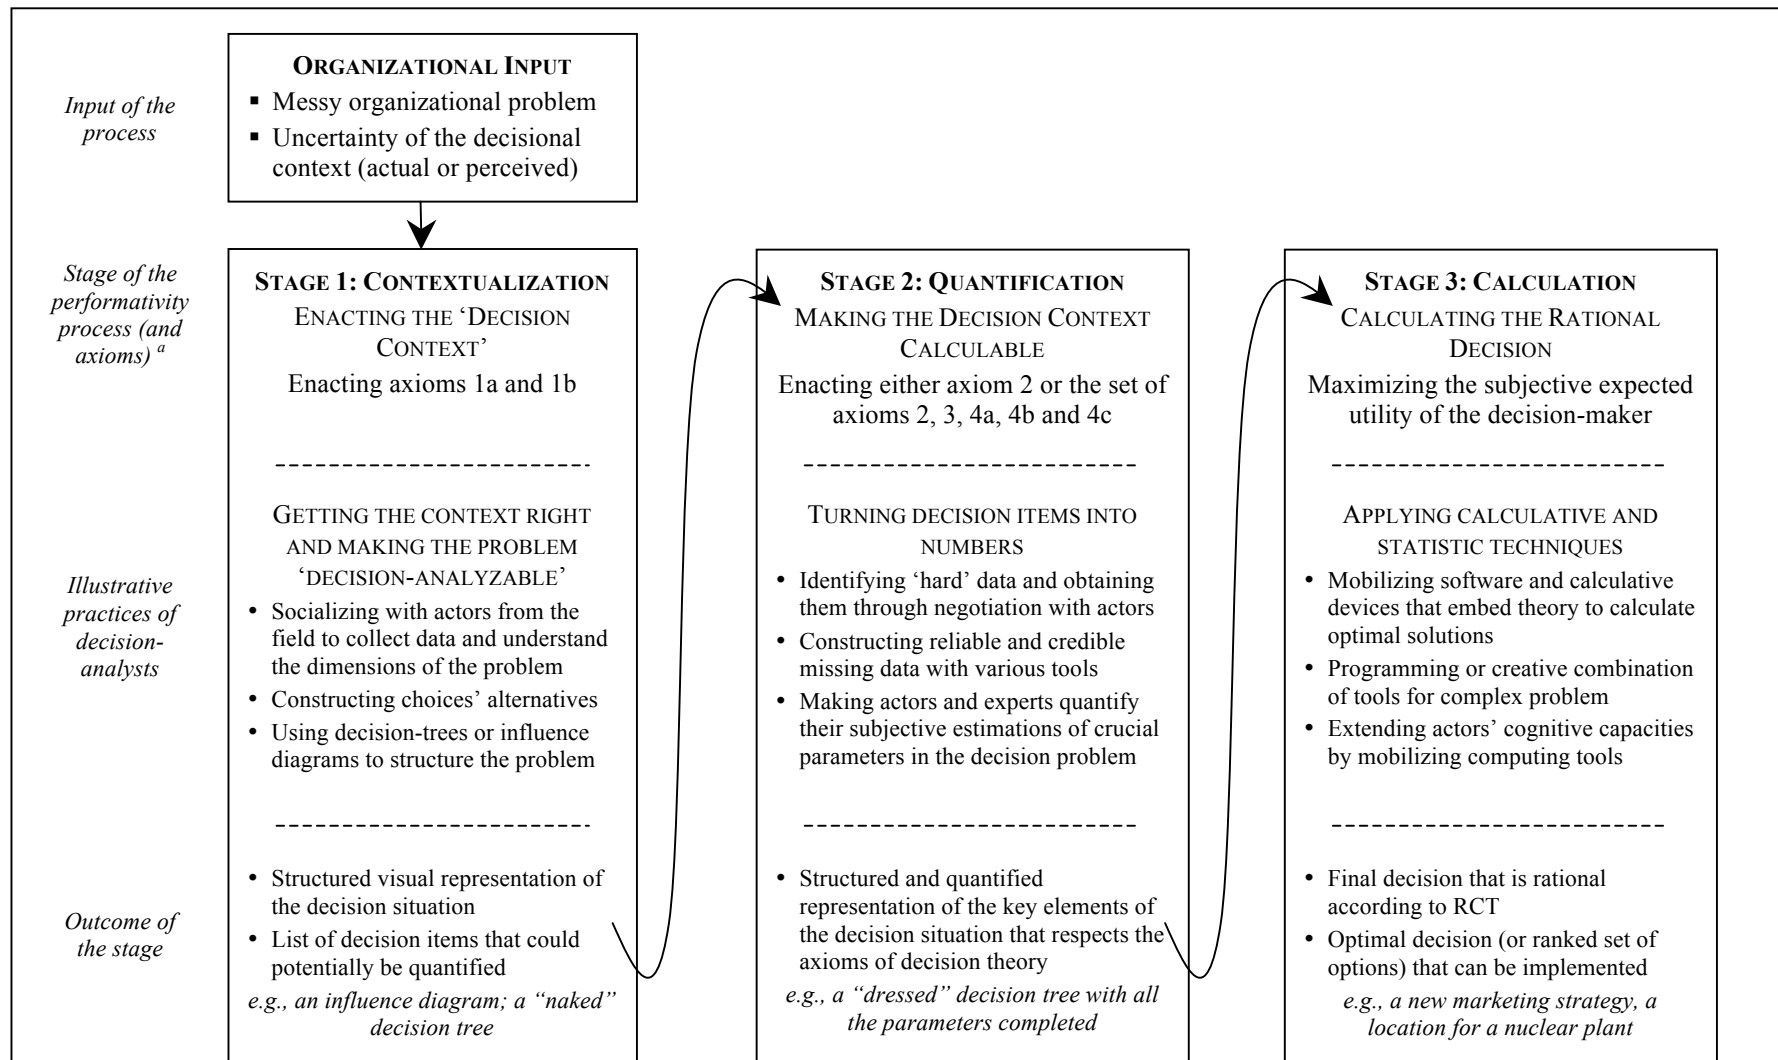 Input of the
process
ORGANIZATIONAL INPUT
▪ Messy organizational problem
▪ Uncertainty of the decisional
context (actual or perceived)
Stage of the
performativity
process (and
axioms) a
STAGE 1: CONTEXTUALIZATION
ENACTING THE ‘DECISION
CONTEXT’
Enacting axioms 1a and 1b
STAGE 2: QUANTIFICATION
MAKING THE DECISION CONTEXT
CALCULABLE
Enacting either axiom 2 or the set of
axioms 2, 3, 4a, 4b and 4c
STAGE 3: CALCULATION
CALCULATING THE RATIONAL
DECISION
Maximizing the subjective expected
utility of the decision-maker
Illustrative
practices of
decision-
analysts
GETTING THE CONTEXT RIGHT
AND MAKING THE PROBLEM
‘DECISION-ANALYZABLE’
• Socializing with actors from the
field to collect data and understand
the dimensions of the problem
• Constructing choices’ alternatives
• Using decision-trees or influence
diagrams to structure the problem
TURNING DECISION ITEMS INTO
NUMBERS
• Identifying ‘hard’ data and obtaining
them through negotiation with actors
• Constructing reliable and credible
missing data with various tools
• Making actors and experts quantify
their subjective estimations of crucial
parameters in the decision problem
APPLYING CALCULATIVE AND
STATISTIC TECHNIQUES
• Mobilizing software and calculative
devices that embed theory to calculate
optimal solutions
• Programming or creative combination
of tools for complex problem
• Extending actors’ cognitive capacities
by mobilizing computing tools
Outcome of
the stage
• Structured visual representation of
the decision situation
• List of decision items that could
potentially be quantified
e.g., an influence diagram; a “naked”
decision tree
• Structured and quantified
representation of the key elements of
the decision situation that respects the
axioms of decision theory
e.g., a “dressed” decision tree with all
the parameters completed
• Final decision that is rational
according to RCT
• Optimal decision (or ranked set of
options) that can be implemented
e.g., a new marketing strategy, a
location for a nuclear plant